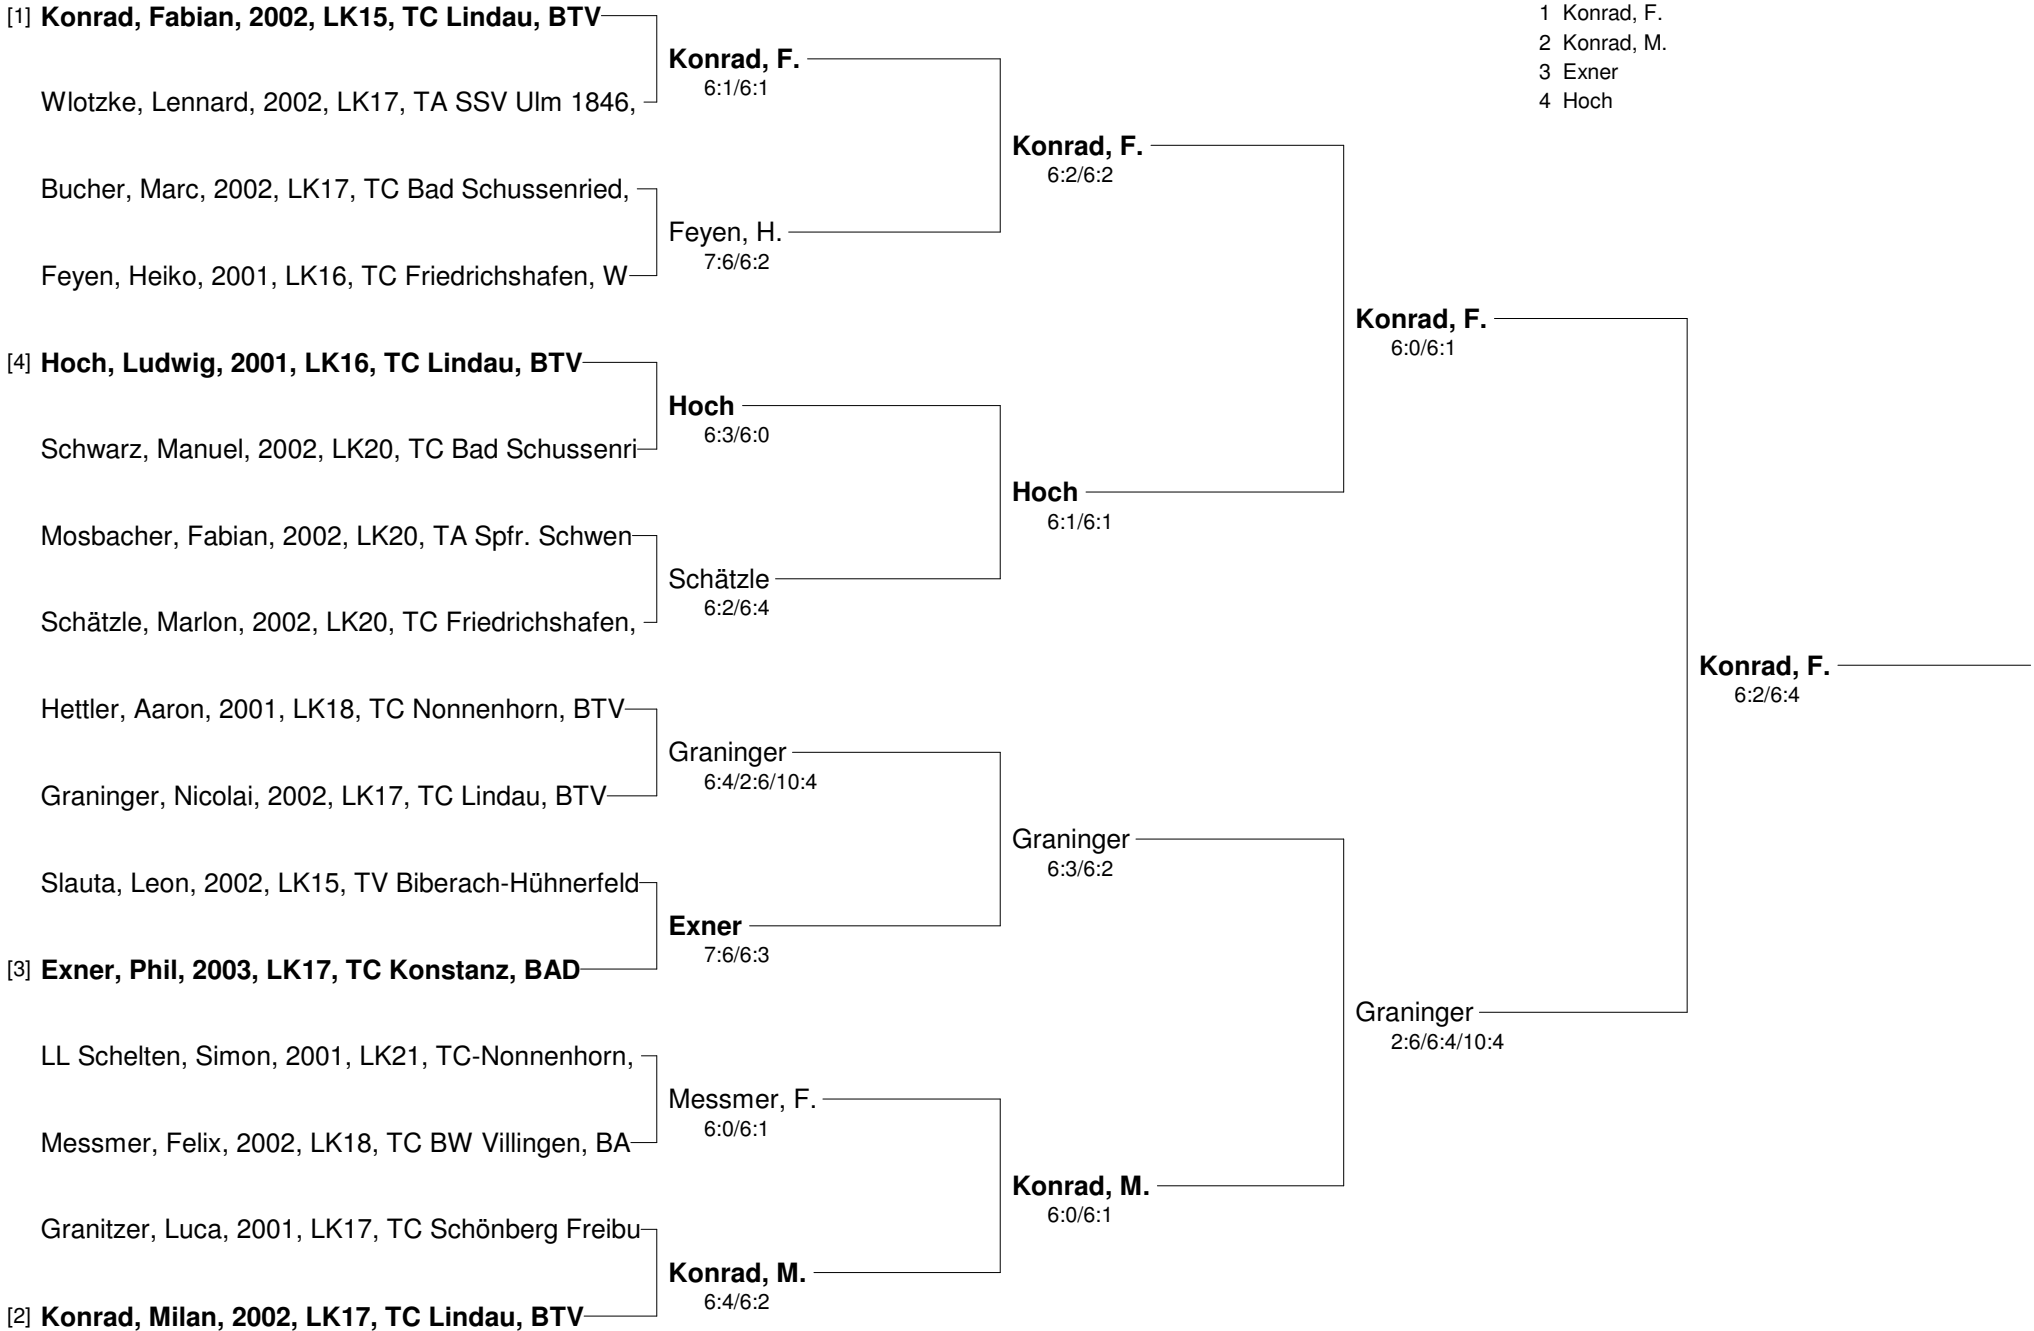 [1] Konrad, Fabian, 2002, LK15, TC Lindau, BTV
1 Konrad, F.
2 Konrad, M.
3 Exner
4 Hoch
Konrad, F.
6:1/6:1
Wlotzke, Lennard, 2002, LK17, TA SSV Ulm 1846,
Konrad, F.
6:2/6:2
Bucher, Marc, 2002, LK17, TC Bad Schussenried,
Feyen, H.
7:6/6:2
Feyen, Heiko, 2001, LK16, TC Friedrichshafen, W
Konrad, F.
6:0/6:1
[4] Hoch, Ludwig, 2001, LK16, TC Lindau, BTV
Hoch
6:3/6:0
Schwarz, Manuel, 2002, LK20, TC Bad Schussenri
Hoch
6:1/6:1
Mosbacher, Fabian, 2002, LK20, TA Spfr. Schwen
Schätzle
6:2/6:4
Schätzle, Marlon, 2002, LK20, TC Friedrichshafen,
Konrad, F.
6:2/6:4
Hettler, Aaron, 2001, LK18, TC Nonnenhorn, BTV
Graninger
6:4/2:6/10:4
Graninger, Nicolai, 2002, LK17, TC Lindau, BTV
Graninger
6:3/6:2
Slauta, Leon, 2002, LK15, TV Biberach-Hühnerfeld
Exner
7:6/6:3
[3] Exner, Phil, 2003, LK17, TC Konstanz, BAD
Graninger
2:6/6:4/10:4
LL Schelten, Simon, 2001, LK21, TC-Nonnenhorn,
Messmer, F.
6:0/6:1
Messmer, Felix, 2002, LK18, TC BW Villingen, BA
Konrad, M.
6:0/6:1
Granitzer, Luca, 2001, LK17, TC Schönberg Freibu
Konrad, M.
6:4/6:2
[2] Konrad, Milan, 2002, LK17, TC Lindau, BTV